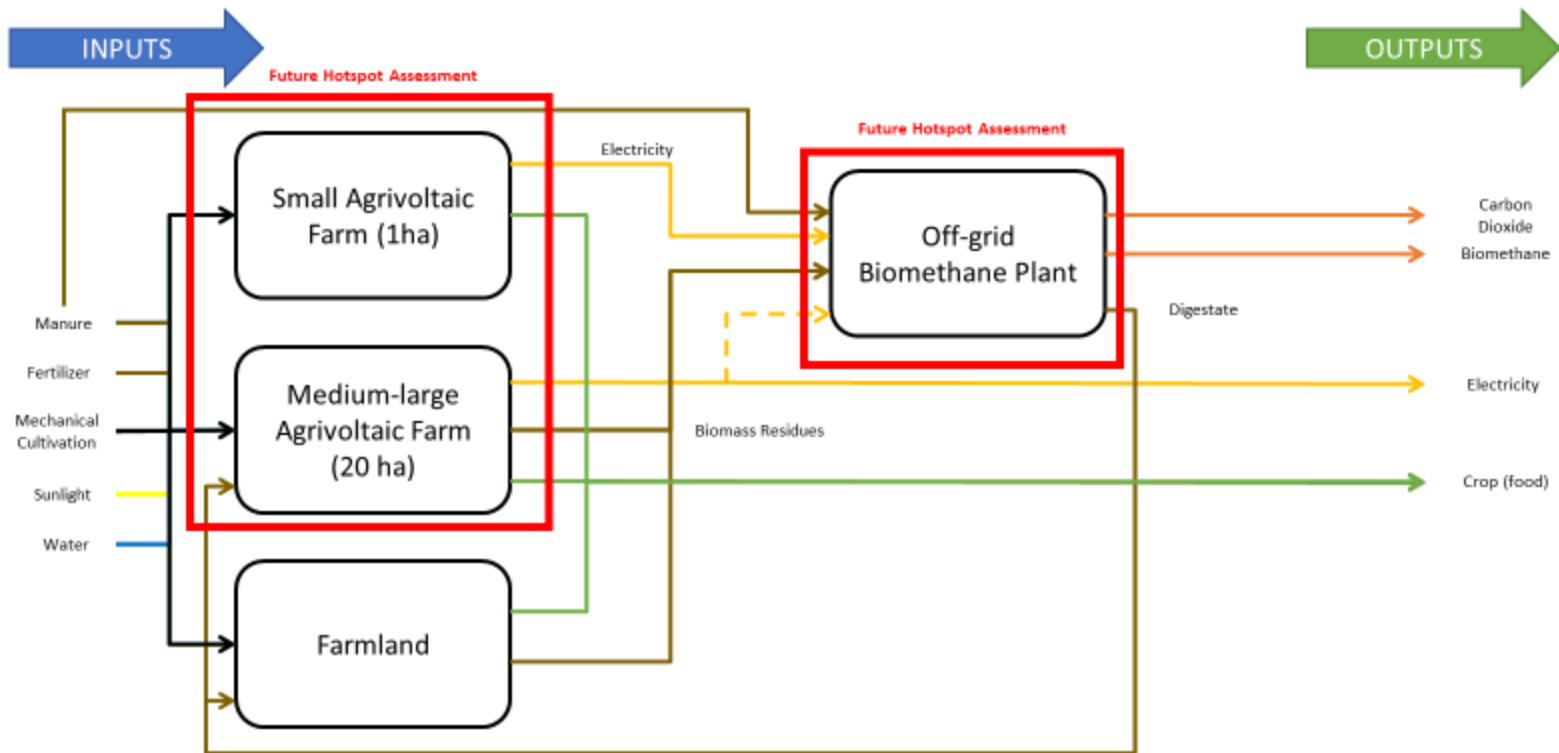 INPUTS
OUTPUTS
Future Hotspot Assessment
Future Hotspot Assessment
Electricity
Small Agrivoltaic
Farm (1ha)
Off-grid
Biomethane Plant
Carbon
Dioxide
Biomethane
Digestate
Manure
Fertilizer
Mechanical
Cultivation
Sunlight
Water
Medium-large
Agrivoltaic Farm
(20 ha)
Biomass Residues
Electricity
Crop (food)
Farmland